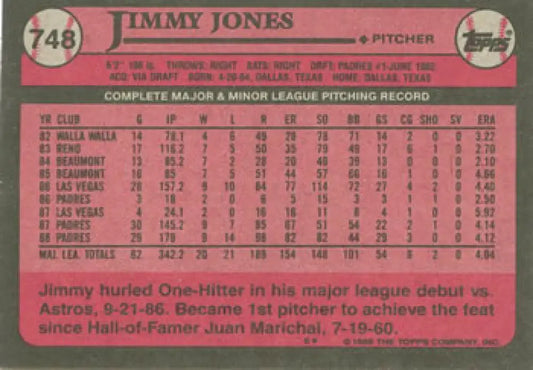 748
JIMMY JONES
PITCHER
TOPPS
6'2" 186 lb. THROWS: RIGHT BATS: RIGHT DRFT: PADRES #1-JUNE 1982
ACQ: VIA DRAFT BORN: 4-20-64, DALLAS, TEXAS HOME: DALLAS, TEXAS
COMPLETE MAJOR & MINOR LEAGUE PITCHING RECORD
YR CLUB G IP W L R ER SO BB GS CG SHO SV ERA
82 WALLA WALLA 14 78.1 4 6 49 28 78 71 14 2 0 0 3.22
83 RENO 17 116.2 7 5 50 35 79 49 17 6 1 0 2.70
84 BEAUMONT 13 85.2 7 2 28 20 48 39 13 0 0 0 2.10
85 BEAUMONT 16 85 7 5 51 44 57 66 16 1 0 0 4.66
86 LAS VEGAS 28 157.2 9 10 84 77 114 72 27 4 2 0 4.40
86 PADRES 3 18 2 0 6 5 15 3 3 1 1 0 2.50
87 LAS VEGAS 4 24.1 2 0 16 16 11 8 4 1 0 0 5.92
87 PADRES 30 145.2 9 7 85 67 51 54 22 2 1 0 4.14
88 PADRES 29 179 9 14 98 82 82 44 29 3 0 0 4.12
MAJ. LEA. TOTALS 62 342.2 20 21 189 154 148 101 54 6 2 0 4.04
Jimmy hurled One-Hitter in his major league debut vs.
Astros, 9-21-86. Became 1st pitcher to achieve the feat
since Hall-of-Famer Juan Marichal, 7-19-60.
© 1989 THE TOPPS COMPANY, INC.